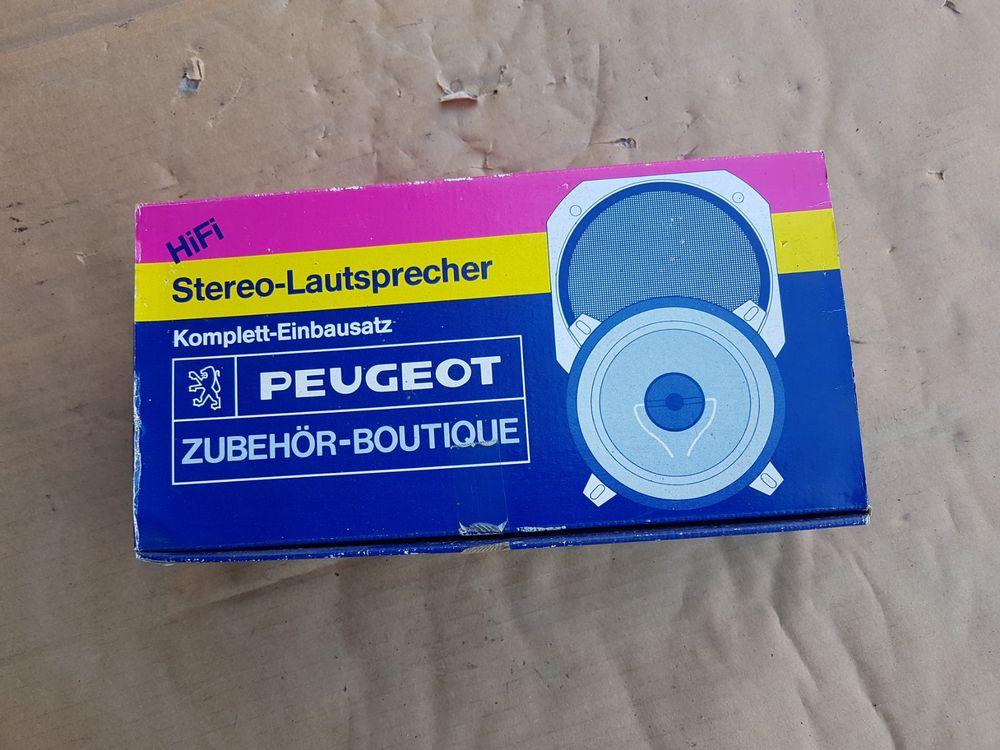 HiFi
Stereo-Lautsprecher
Komplett-Einbausatz
PEUGEOT
ZUBEHÖR-BOUTIQUE